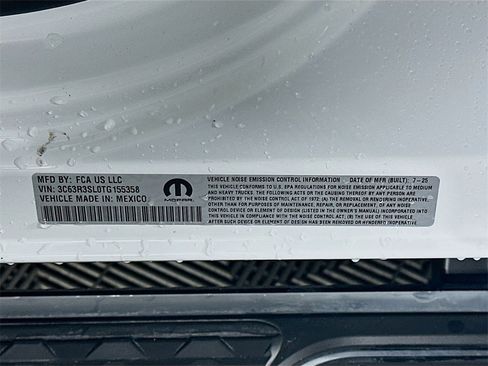 MFD BY: FCA US LLC
VIN: 3C63R3SL0TG155358
VEHICLE MADE IN: MEXICO
MOPAR
VEHICLE NOISE EMISSION CONTROL INFORMATION DATE OF MFR (BUILT): 7-25
THIS VEHICLE CONFORMS TO U.S. EPA REGULATIONS FOR NOISE EMISSION APPLICABLE TO MEDIUM
AND HEAVY TRUCKS. THE FOLLOWING ACTS OR THE CAUSING THEREOF BY ANY PERSON ARE
PROHIBITED BY THE NOISE CONTROL ACT OF 1972: (A) THE REMOVAL OR RENDERING INOPERATIVE,
OTHER THAN FOR PURPOSES OF MAINTENANCE, REPAIR, OR REPLACEMENT, OF ANY NOISE
CONTROL DEVICE OR ELEMENT OF DESIGN (LISTED IN THE OWNER'S MANUAL) INCORPORATED INTO
THIS VEHICLE IN COMPLIANCE WITH THE NOISE CONTROL ACT; (B) THE USE OF THIS VEHICLE
AFTER SUCH DEVICE OR ELEMENT OF DESIGN HAS BEEN REMOVED OR RENDERED INOPERATIVE.